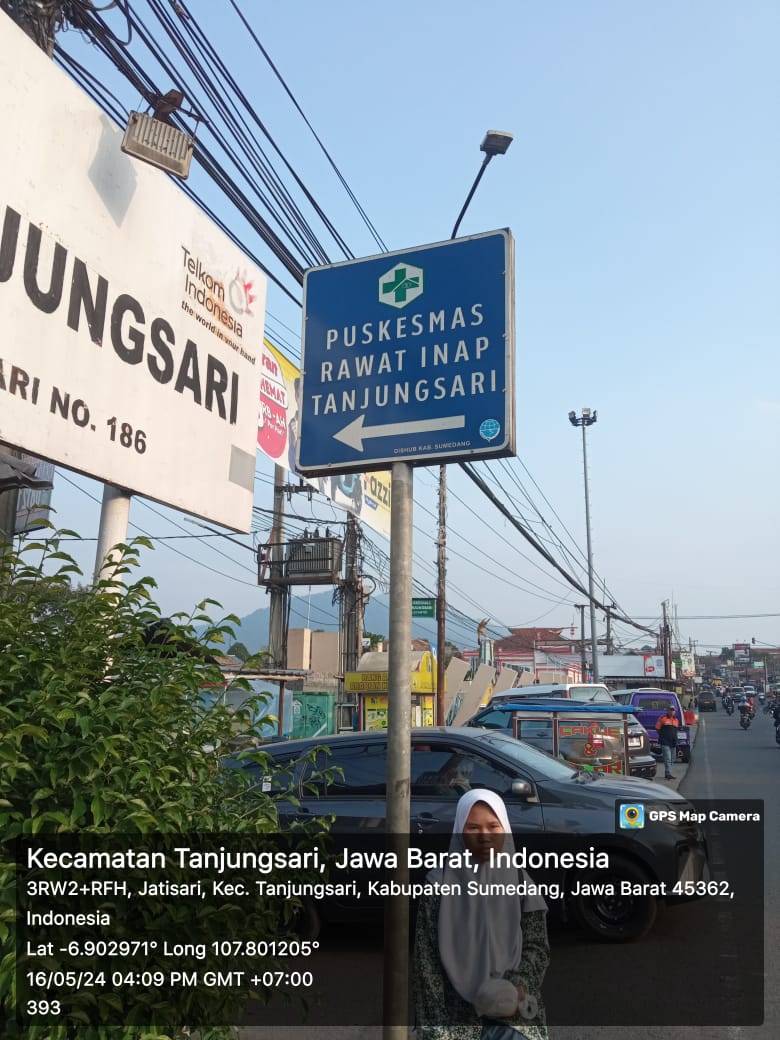 JUNGSARI
ARI NO. 186
Telkom
Indonesia
the world in your hand
PUSKESMAS
RAWAT INAP
TANJUNGSARI
DISHUB KAB. SUMEDANG
GPS Map Camera
Kecamatan Tanjungsari, Jawa Barat, Indonesia
3RW2+RFH, Jatisari, Kec. Tanjungsari, Kabupaten Sumedang, Jawa Barat 45362,
Indonesia
Lat -6.902971° Long 107.801205°
16/05/24 04:09 PM GMT +07:00
393